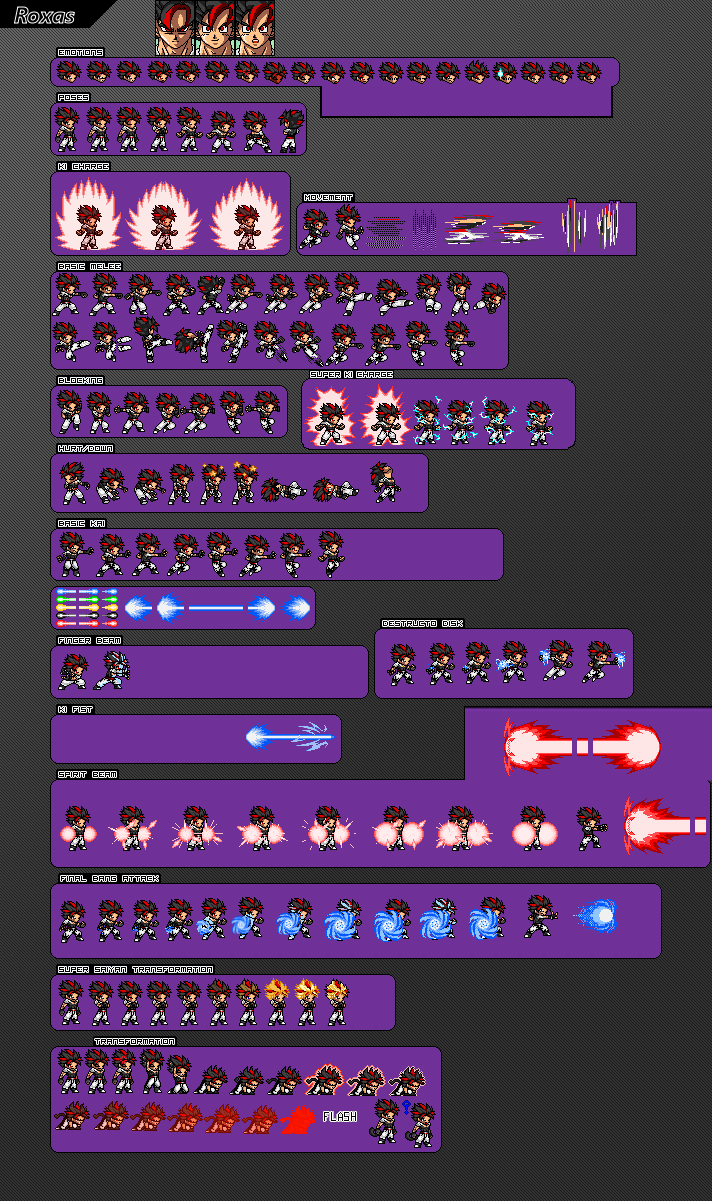 Roxas
EMOTIONS
POSES
KI CHARGE
MOVEMENT
BASIC MELEE
BLOCKING
SUPER KI CHARGE
HURT/DOWN
BASIC KAI
DESTRUCTO DISK
FINGER BEAM
KI FIST
SPIRIT BEAM
FINAL BANG ATTACK
SUPER SAIYAN TRANSFORMATION
TRANSFORMATION
FLASH